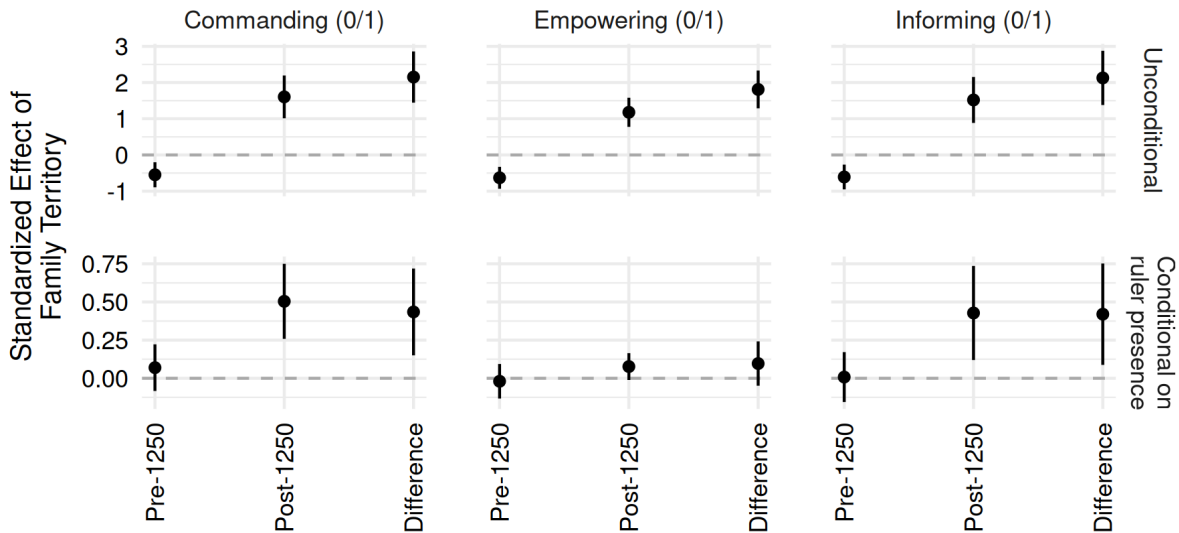 Commanding (0/1)
Empowering (0/1)
Informing (0/1)
Standardized Effect of
Family Territory
3
2
1
0
-1
Unconditional
0.75
0.50
0.25
0.00
Conditional on
ruler presence
Pre-1250
Post-1250
Difference
Pre-1250
Post-1250
Difference
Pre-1250
Post-1250
Difference